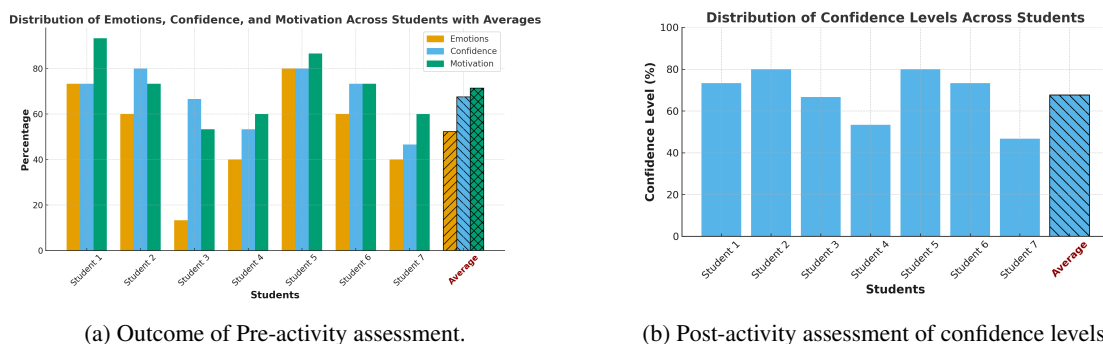 Distribution of Emotions, Confidence, and Motivation Across Students with Averages
Emotions
Confidence
Motivation
Percentage
80
60
40
20
0
Student 1
Student 2
Student 3
Student 4
Student 5
Student 6
Student 7
Average
Students
(a) Outcome of Pre-activity assessment.
Distribution of Confidence Levels Across Students
Confidence Level (%)
100
80
60
40
20
0
Student 1
Student 2
Student 3
Student 4
Student 5
Student 6
Student 7
Average
Students
(b) Post-activity assessment of confidence levels